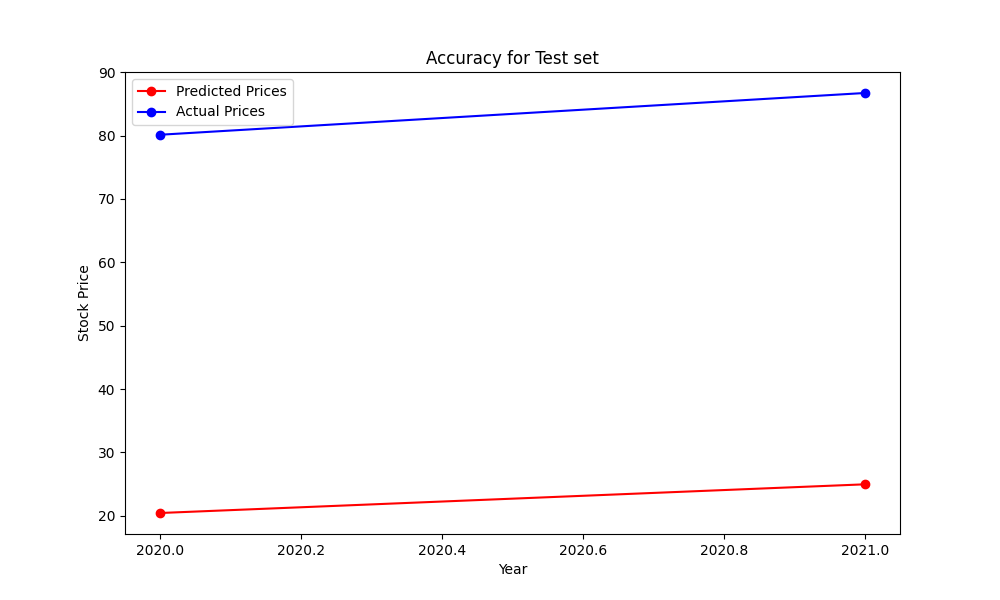 Accuracy for Test set
Predicted Prices
Actual Prices
90
80
70
60
50
40
30
20
Stock Price
2020.0 2020.2 2020.4 2020.6 2020.8 2021.0
Year